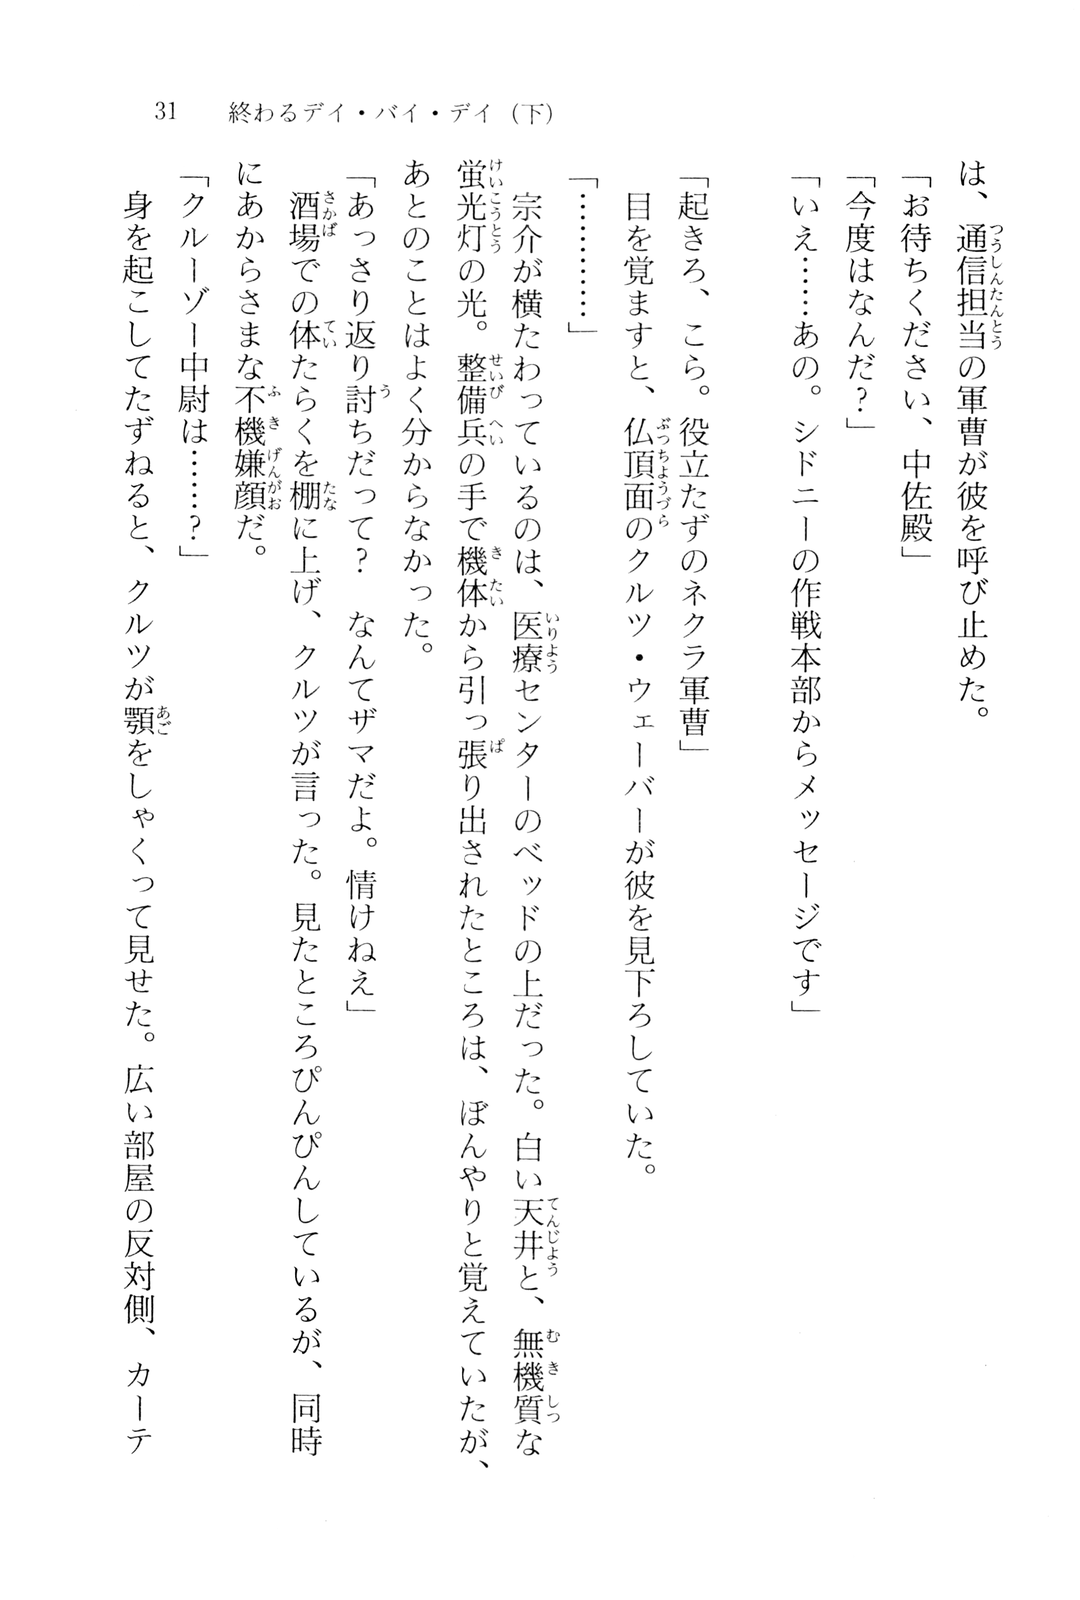 31　終わるデイ・バイ・デイ（下）
は、通信担当の軍曹が彼を呼び止めた。
「お待ちください、中佐殿」
「今度はなんだ？」
「いえ……あの。シドニーの作戦本部からメッセージです」
「起きろ、こら。役立たずのネクラ軍曹」
　目を覚ますと、仏頂面のクルツ・ウェーバーが彼を見下ろしていた。
「…………」
　宗介が横たわっているのは、医療センターのベッドの上だった。白い天井と、無機質な
蛍光灯の光。整備兵の手で機体から引っ張り出されたところは、ぼんやりと覚えていたが、
あとのことはよく分からなかった。
「あっさり返り討ちだって？　なんてザマだよ。情けねえ」
　酒場での体たらくを棚に上げ、クルツが言った。見たところぴんぴんしているが、同時
にあからさまな不機嫌顔だ。
「クルーゾー中尉は……？」
　身を起こしてたずねると、クルツが顎をしゃくって見せた。広い部屋の反対側、カーテ